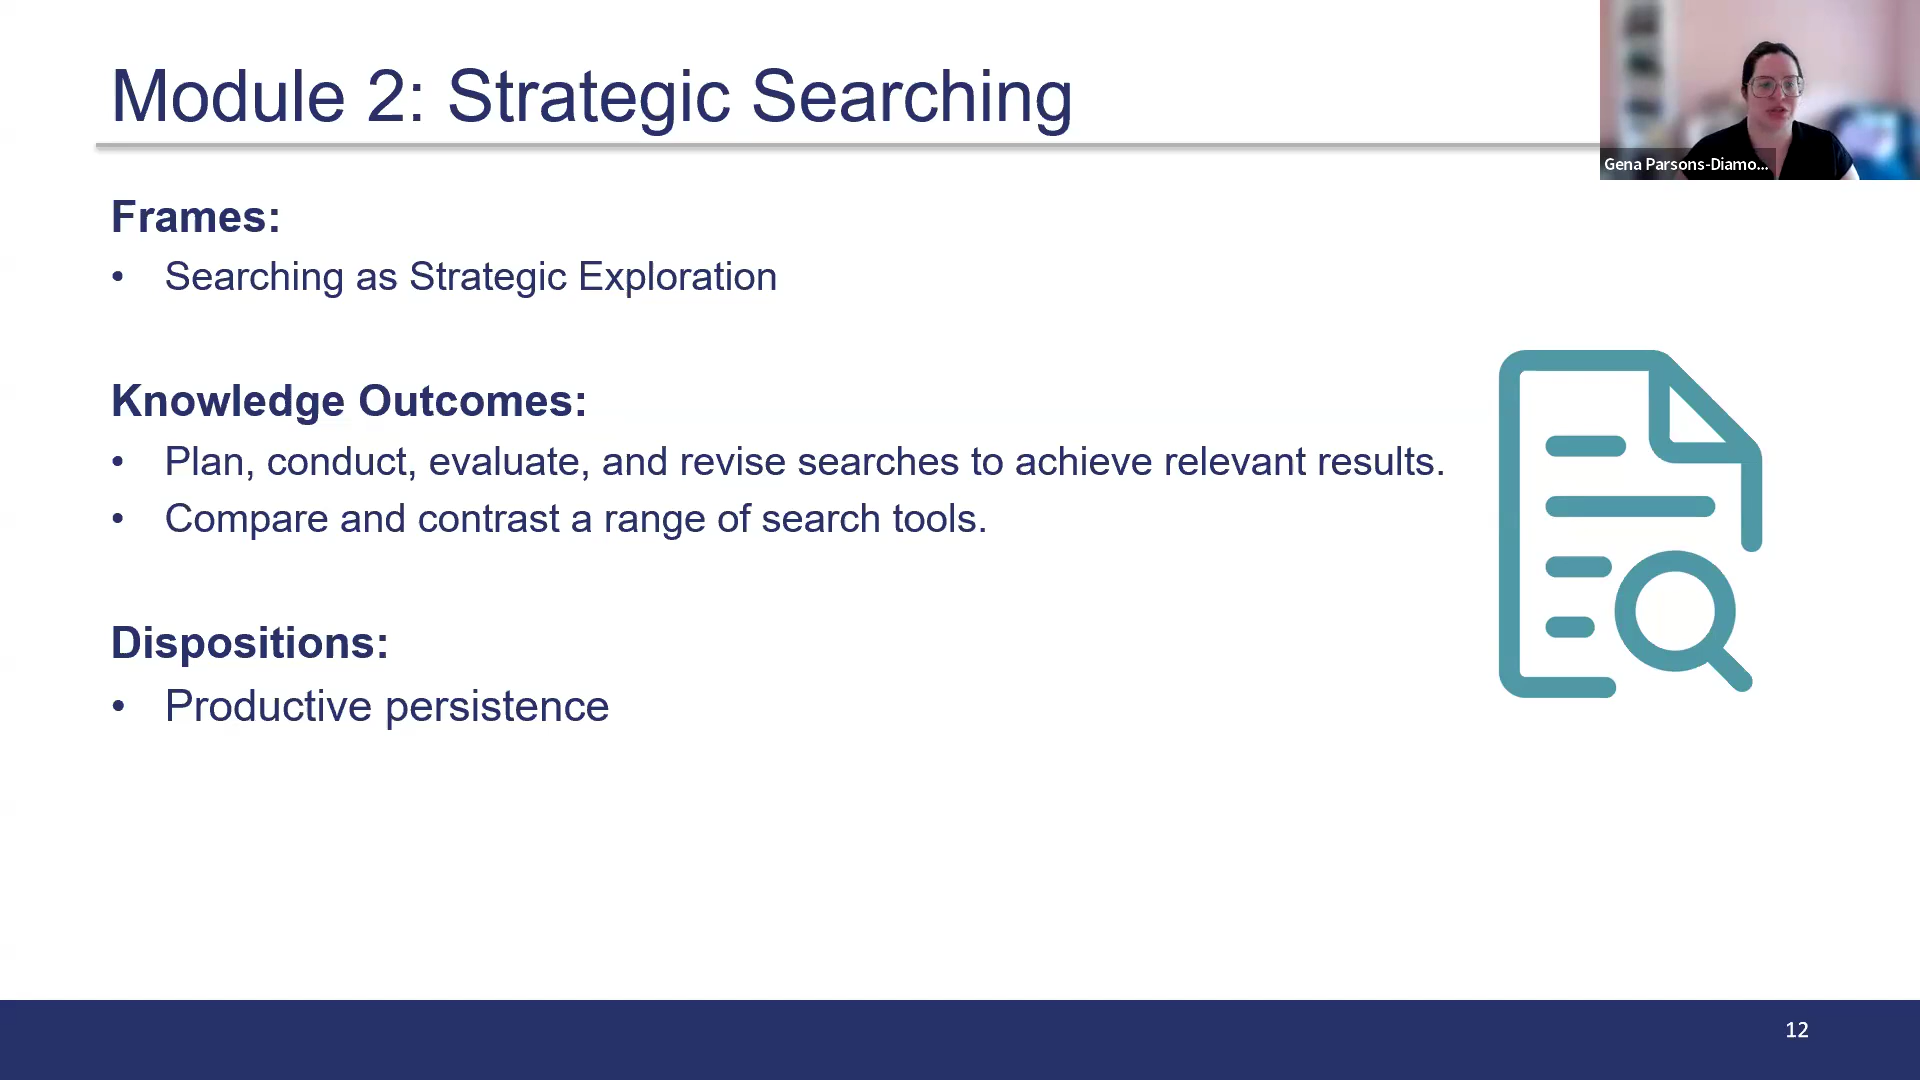 Module 2: Strategic Searching
Gena Parsons-Diamo...
Frames:
• Searching as Strategic Exploration
Knowledge Outcomes:
• Plan, conduct, evaluate, and revise searches to achieve relevant results.
• Compare and contrast a range of search tools.
Dispositions:
• Productive persistence
12